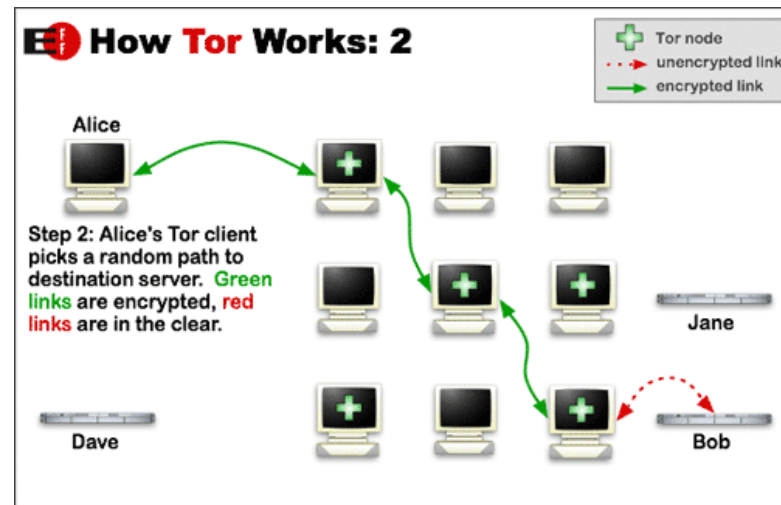 EFF How Tor Works: 2
Tor node
unencrypted link
encrypted link
Alice
Step 2: Alice's Tor client
picks a random path to
destination server. Green
links are encrypted, red
links are in the clear.
Jane
Dave
Bob